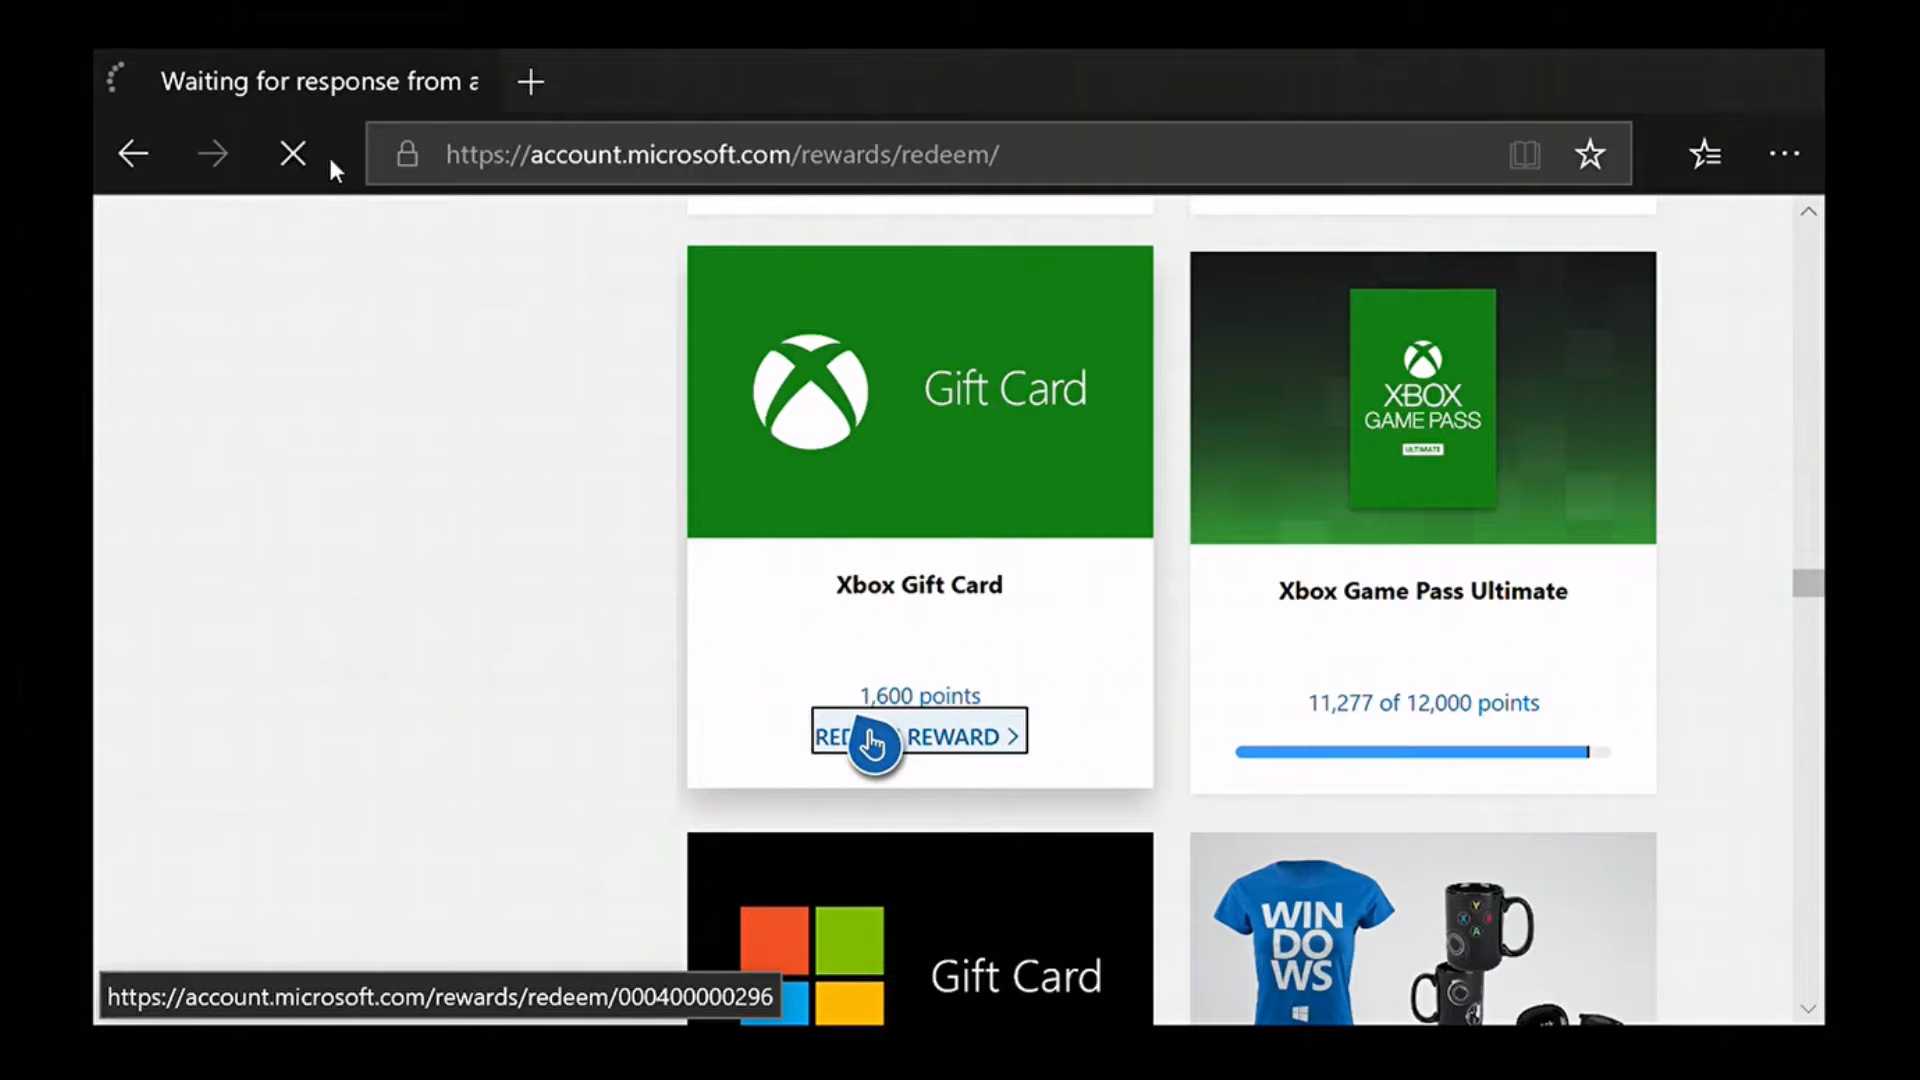 Waiting for response from a
https://account.microsoft.com/rewards/redeem/
Gift Card
XBOX
GAME PASS
ULTIMATE
Xbox Gift Card
Xbox Game Pass Ultimate
1,600 points
REWARD >
11,277 of 12,000 points
Gift Card
WIN
DO
WS
Y
X
A
https://account.microsoft.com/rewards/redeem/000400000296